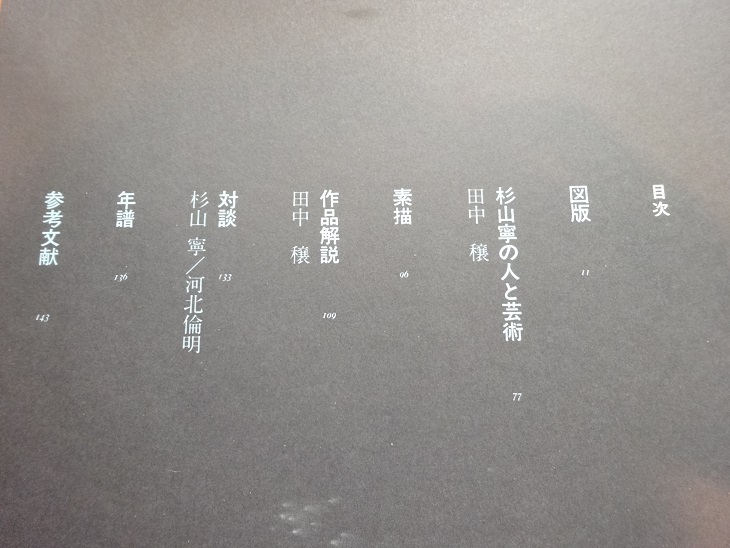 目次
図版
11
杉山寧の人と芸術
田中 穣
77
素描
96
作品解説
田中 穣
109
対談
杉山 寧／河北倫明
133
年譜
136
参考文献
143